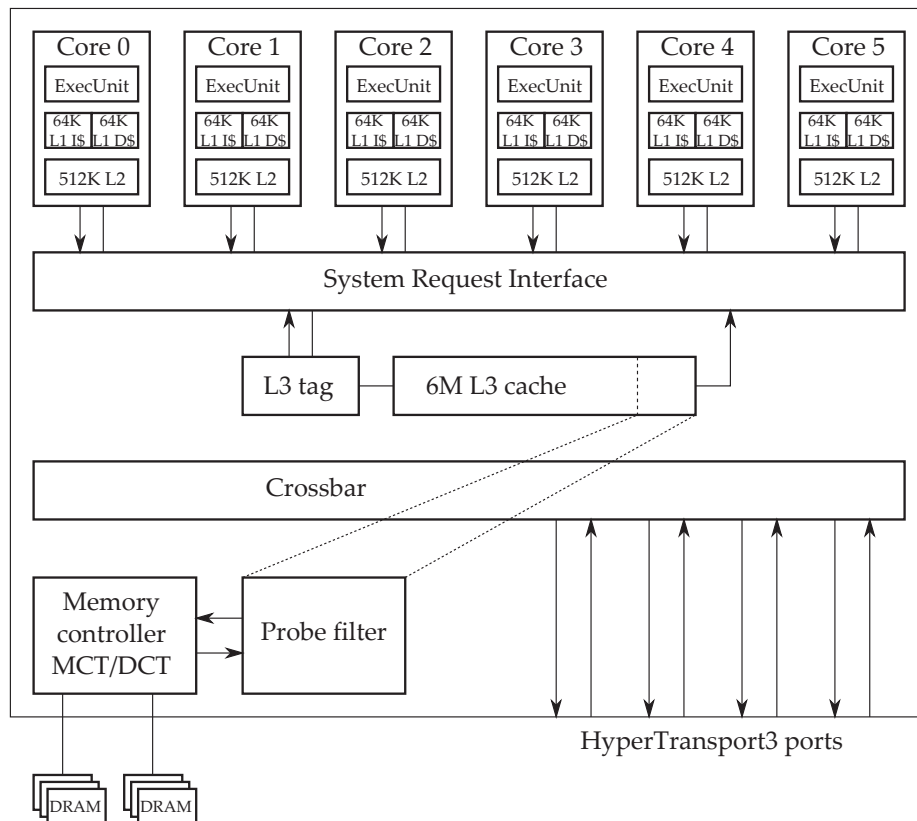 Core 0 Core 1 Core 2 Core 3 Core 4 Core 5
ExecUnit ExecUnit ExecUnit ExecUnit ExecUnit ExecUnit
64K 64K 64K 64K 64K 64K 64K 64K 64K 64K 64K 64K
L1 I$ L1 D$ L1 I$ L1 D$ L1 I$ L1 D$ L1 I$ L1 D$ L1 I$ L1 D$ L1 I$ L1 D$
512K L2 512K L2 512K L2 512K L2 512K L2 512K L2
System Request Interface
L3 tag 6M L3 cache
Crossbar
Memory
controller
MCT/DCT
Probe filter
HyperTransport3 ports
DRAM DRAM